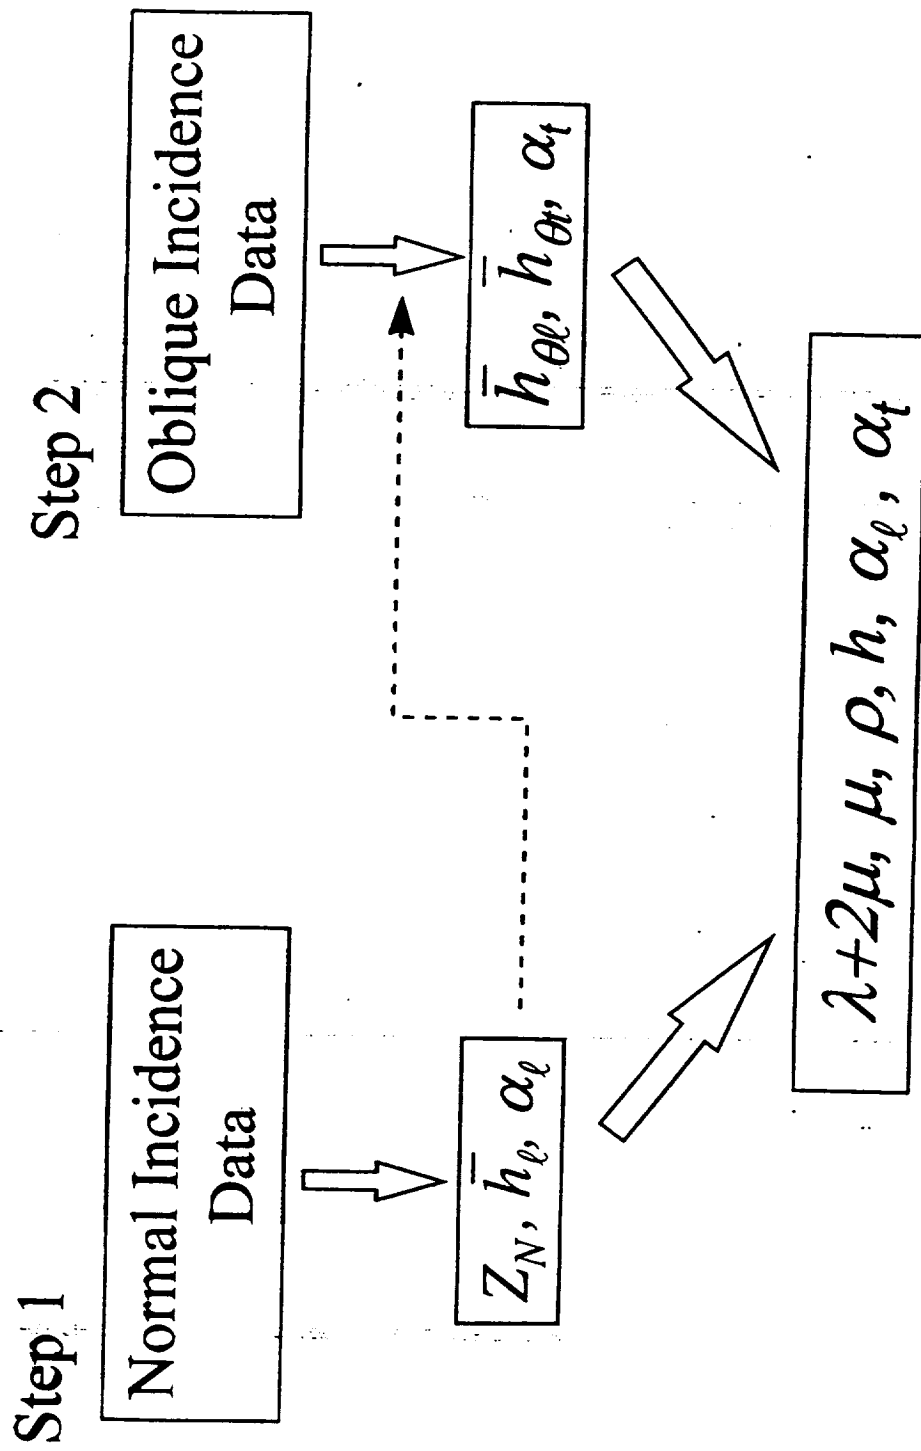 Step 1
Normal Incidence
Data
Z_N, h̄_ℓ, α_ℓ
Step 2
Oblique Incidence
Data
h̄_θℓ, h̄_θt, α_t
λ+2μ, μ, ρ, h, α_ℓ, α_t